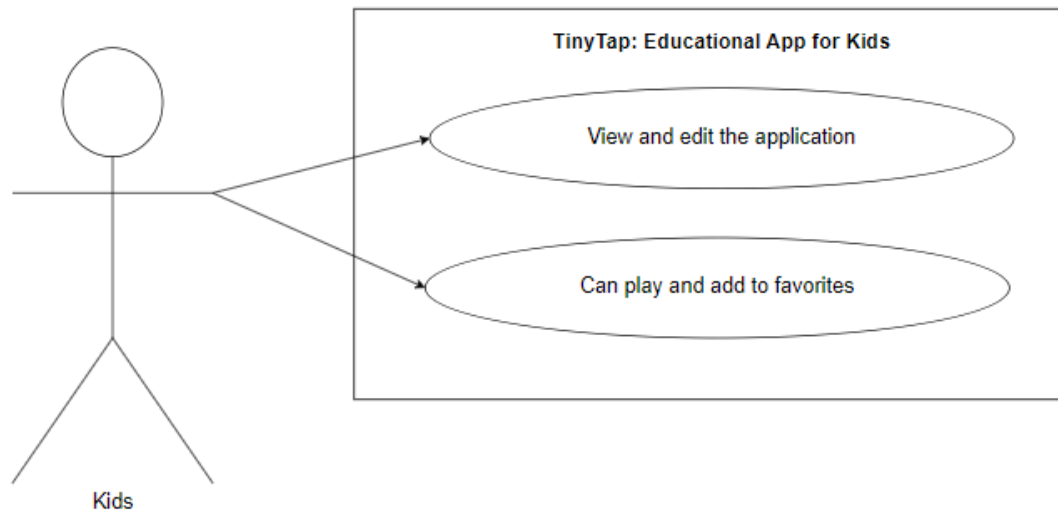 TinyTap: Educational App for Kids
View and edit the application
Can play and add to favorites
Kids